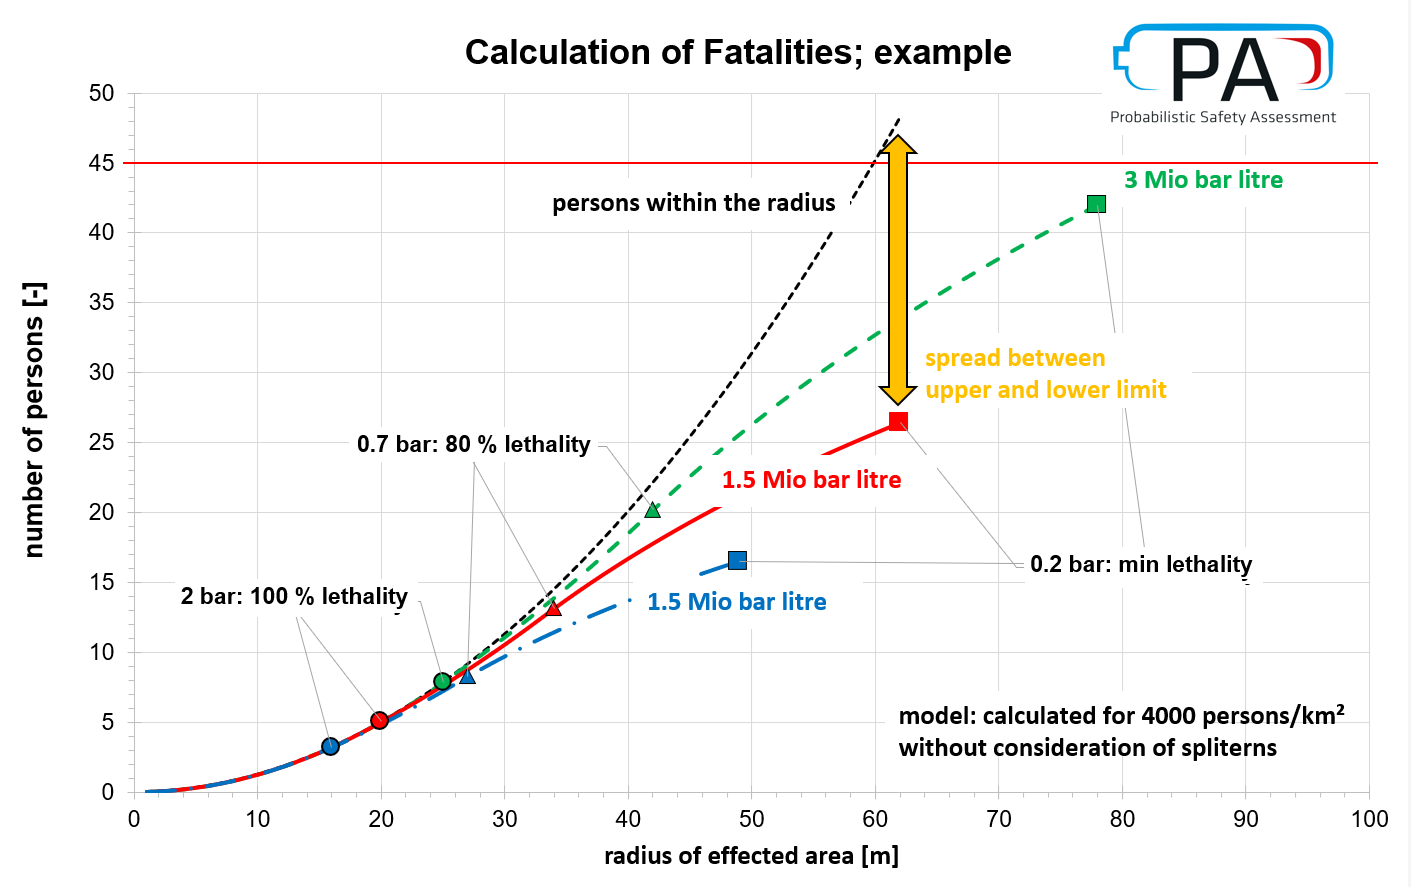 Calculation of Fatalities; example
PA
Probabilistic Safety Assessment
50
45
40
35
30
25
20
15
10
5
0
number of persons [-]
3 Mio bar litre
persons within the radius
spread between
upper and lower limit
0.7 bar: 80 % lethality
1.5 Mio bar litre
0.2 bar: min lethality
2 bar: 100 % lethality
1.5 Mio bar litre
model: calculated for 4000 persons/km²
without consideration of spliterns
0 10 20 30 40 50 60 70 80 90 100
radius of effected area [m]